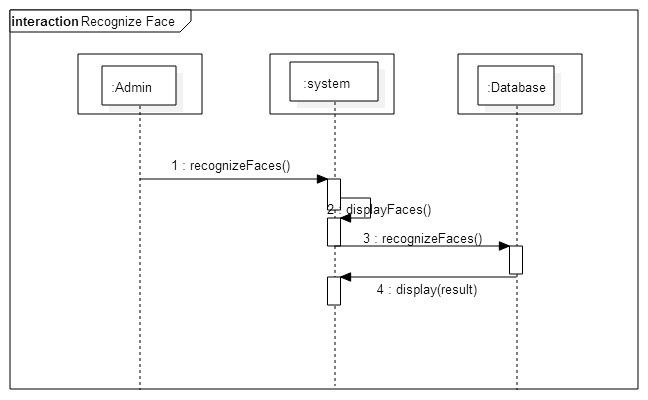 interaction Recognize Face
:Admin
:system
:Database
1 : recognizeFaces()
2 : displayFaces()
3 : recognizeFaces()
4 : display(result)